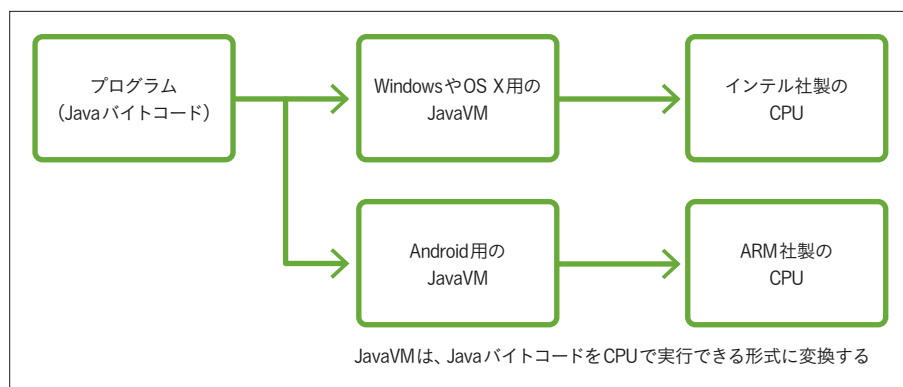 プログラム
（Javaバイトコード）
WindowsやOS X用の
JavaVM
インテル社製の
CPU
Android用の
JavaVM
ARM社製の
CPU
JavaVMは、JavaバイトコードをCPUで実行できる形式に変換する